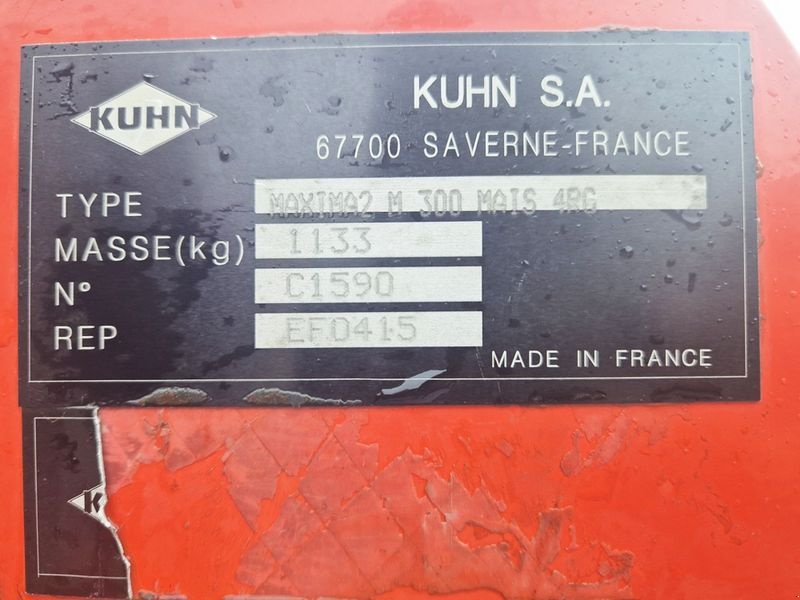 KUHN
KUHN S.A.
67700 SAVERNE-FRANCE
TYPE MAXIMA2 M 300 MAIS 4RG
MASSE(kg) 1133
N° C1590
REP EF0415
MADE IN FRANCE
K